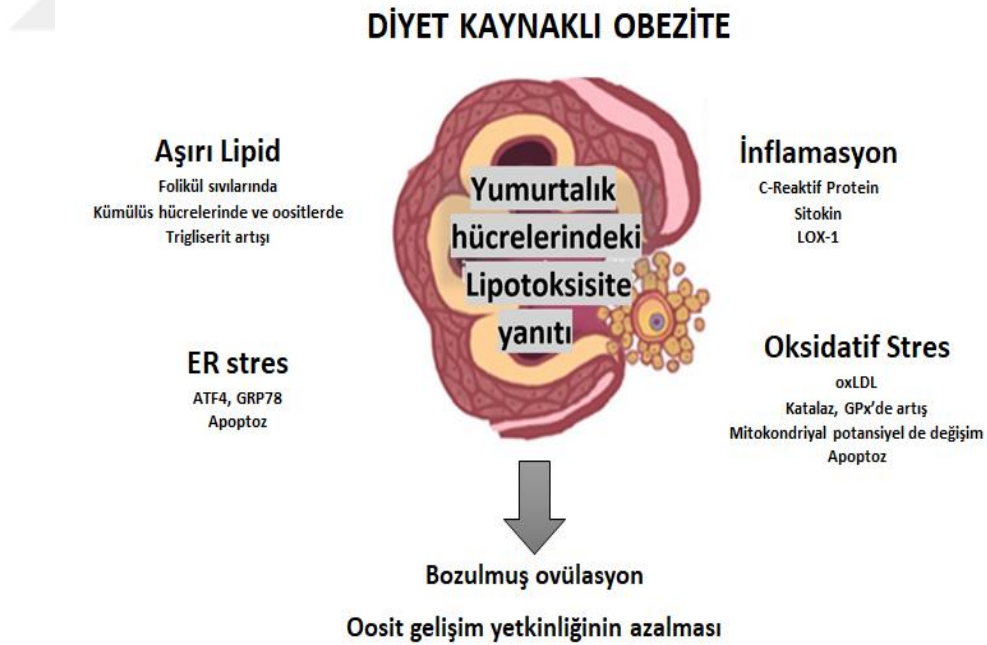 DİYET KAYNAKLI OBEZİTE
Aşırı Lipid
Folikül sıvılarında
Kümülüs hücrelerinde ve oositlerde
Trigliserit artışı
İnflamasyon
C-Reaktif Protein
Sitokin
LOX-1
Yumurtalık
hücrelerindeki
Lipotoksisite
yanıtı
ER stres
ATF4, GRP78
Apoptoz
Oksidatif Stres
oxLDL
Katalaz, GPx’de artış
Mitokondriyal potansiyel de değişim
Apoptoz
Bozulmuş ovülasyon
Oosit gelişim yetkinliğinin azalması